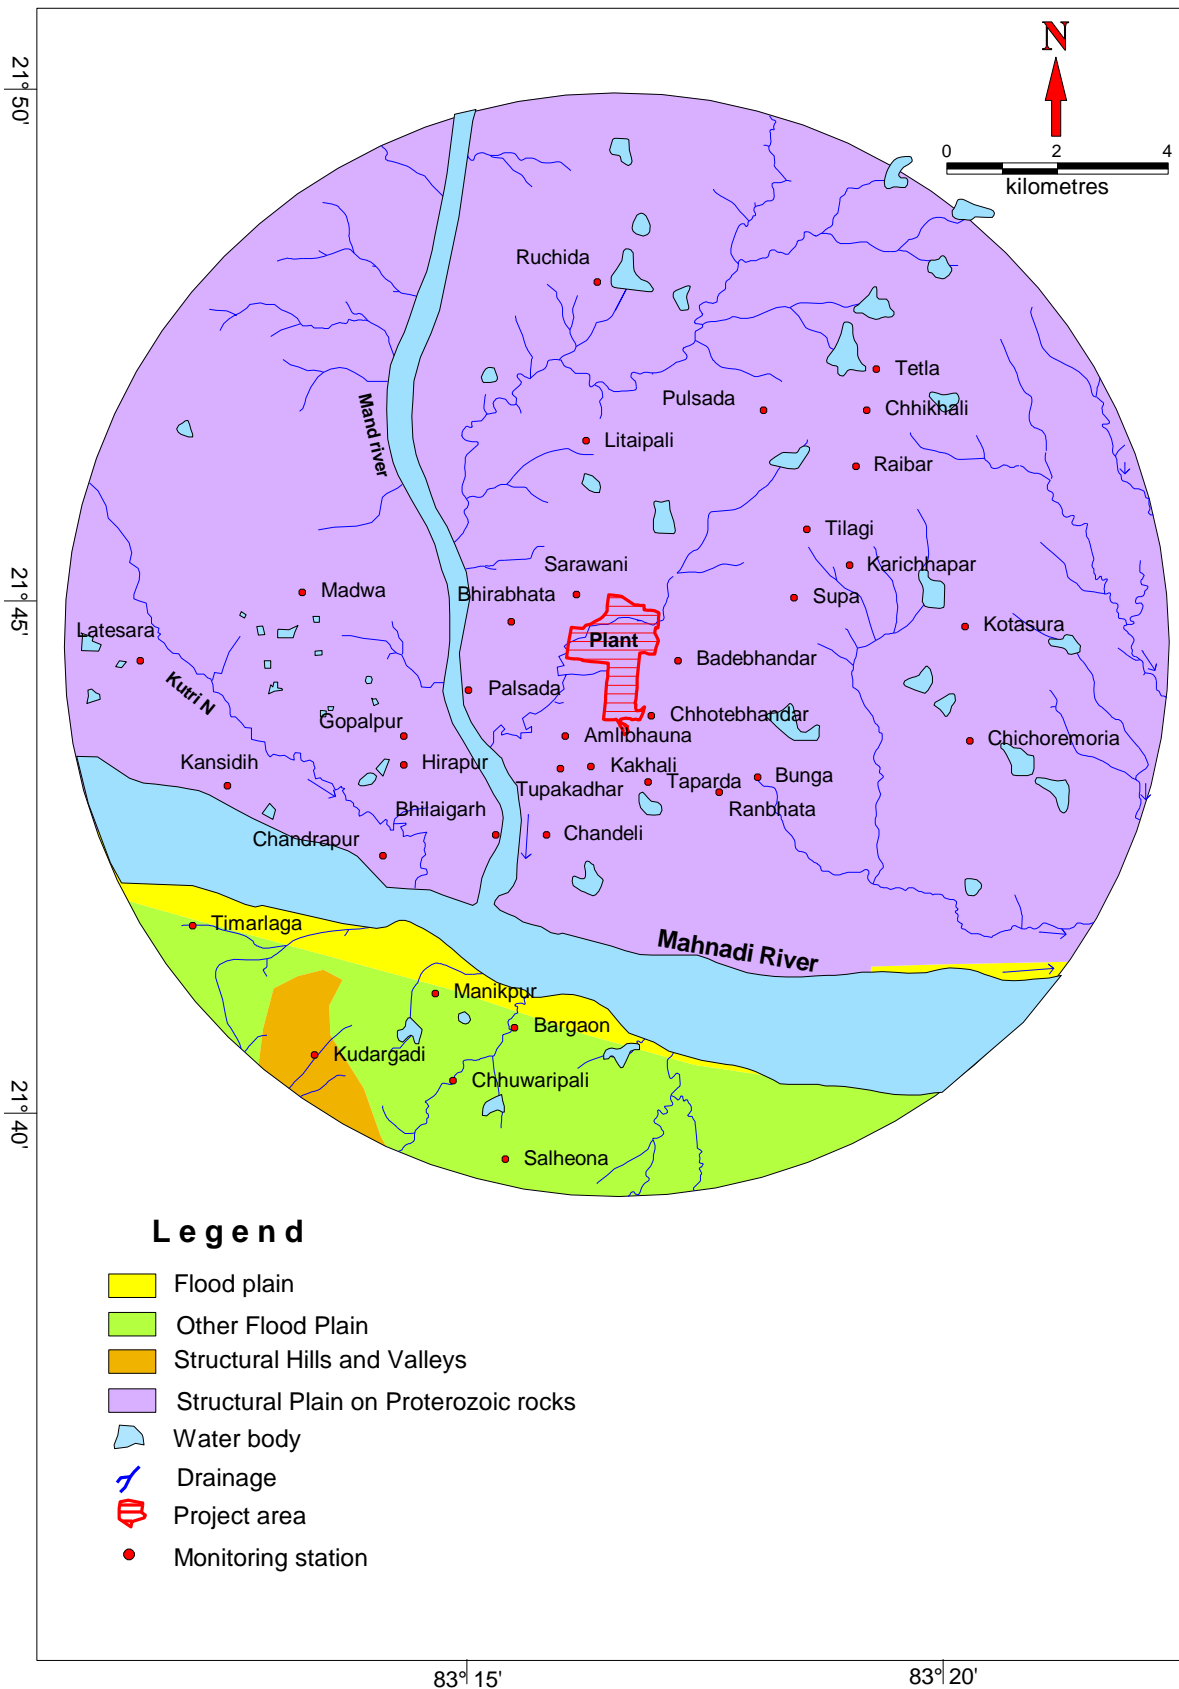 N
21° 50'
0 2 4
kilometres
Ruchida
Tetla
Pulsada
Chhikhali
Mand river
Litaipali
Raibar
Tilagi
Sarawani
Karichhapar
21° 45'
Madwa
Bhirabhata
Supa
Latesara
Plant
Kotasura
Badebhandar
Kutri N
Palsada
Gopalpur
Chhotebhandar
Amlibhauna
Chichoremoria
Kansidih
Hirapur
Kakhali
Tupakadhar
Taparda
Bunga
Bhilaigarh
Ranbhata
Chandrapur
Chandeli
Timarlaga
Mahnadi River
Manikpur
Bargaon
Kudargadi
Chhuwaripali
21° 40'
Salheona
Legend
Flood plain
Other Flood Plain
Structural Hills and Valleys
Structural Plain on Proterozoic rocks
Water body
Drainage
Project area
Monitoring station
83° 15'
83° 20'